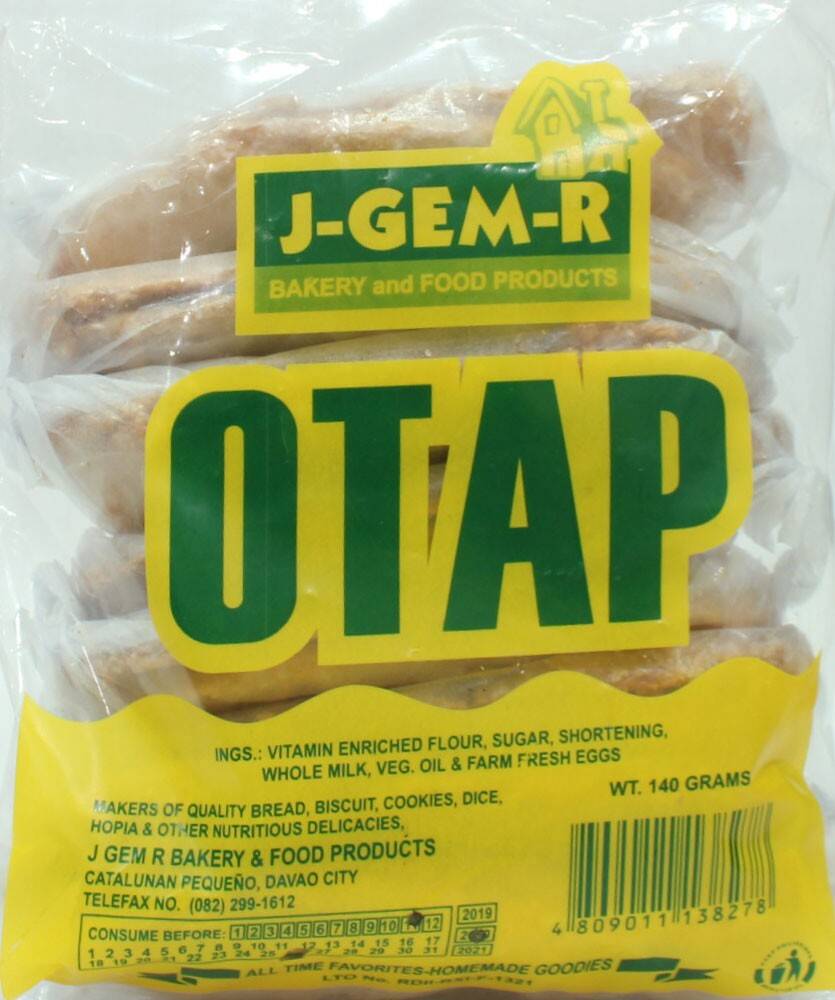 J-GEM-R
BAKERY and FOOD PRODUCTS
OTAP
INGS.: VITAMIN ENRICHED FLOUR, SUGAR, SHORTENING,
WHOLE MILK, VEG. OIL & FARM FRESH EGGS
WT. 140 GRAMS
MAKERS OF QUALITY BREAD, BISCUIT, COOKIES, DICE,
HOPIA & OTHER NUTRITIOUS DELICACIES,
J GEM R BAKERY & FOOD PRODUCTS
CATALUNAN PEQUEÑO, DAVAO CITY
TELEFAX NO. (082) 299-1612
CONSUME BEFORE: 1 2 3 4 5 6 7 8 9 10 12
2019
2021
1 2 3 4 5 6 7 8 9 10 11 12 13 14 15 16 17
18 19 20 21 22 23 24 25 27 28 29 30 31
4 809011 138278
ALL TIME FAVORITES-HOMEMADE GOODIES
LTO No.